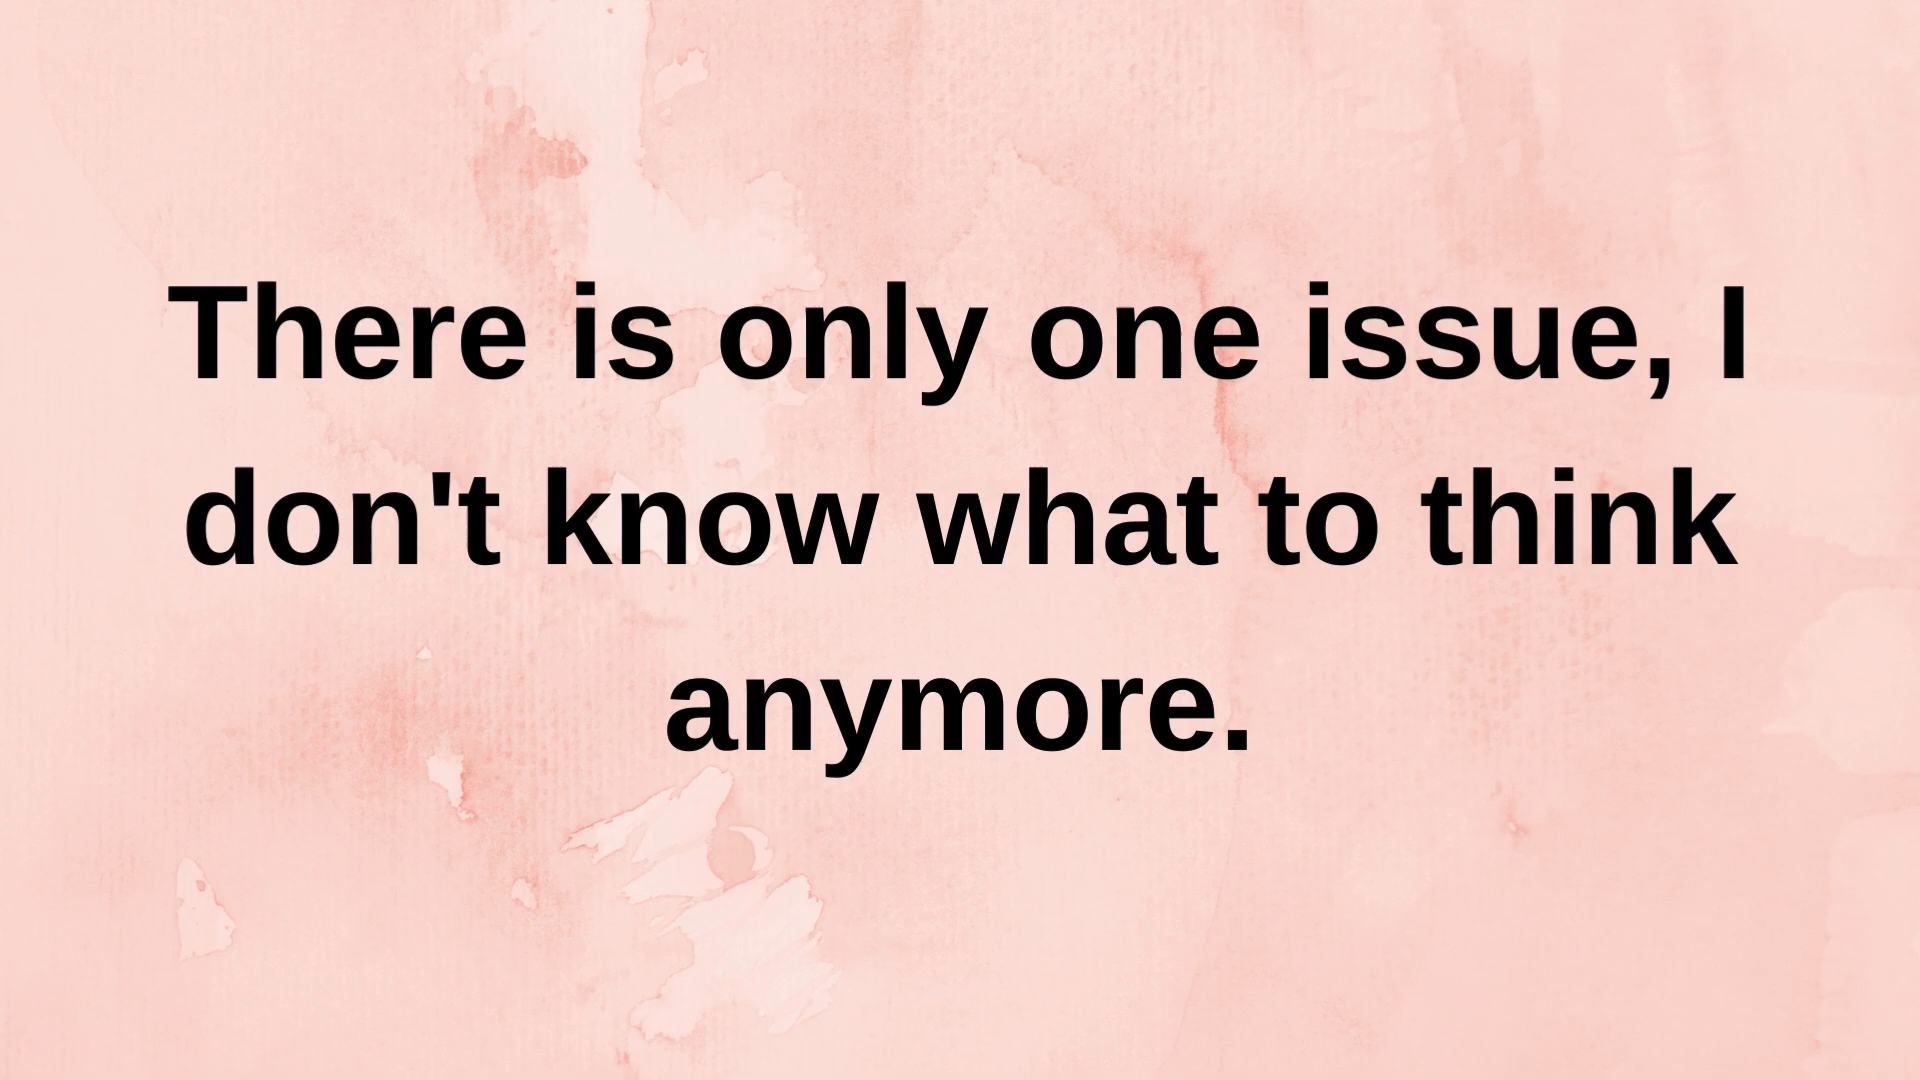 There is only one issue, I
don't know what to think
anymore.